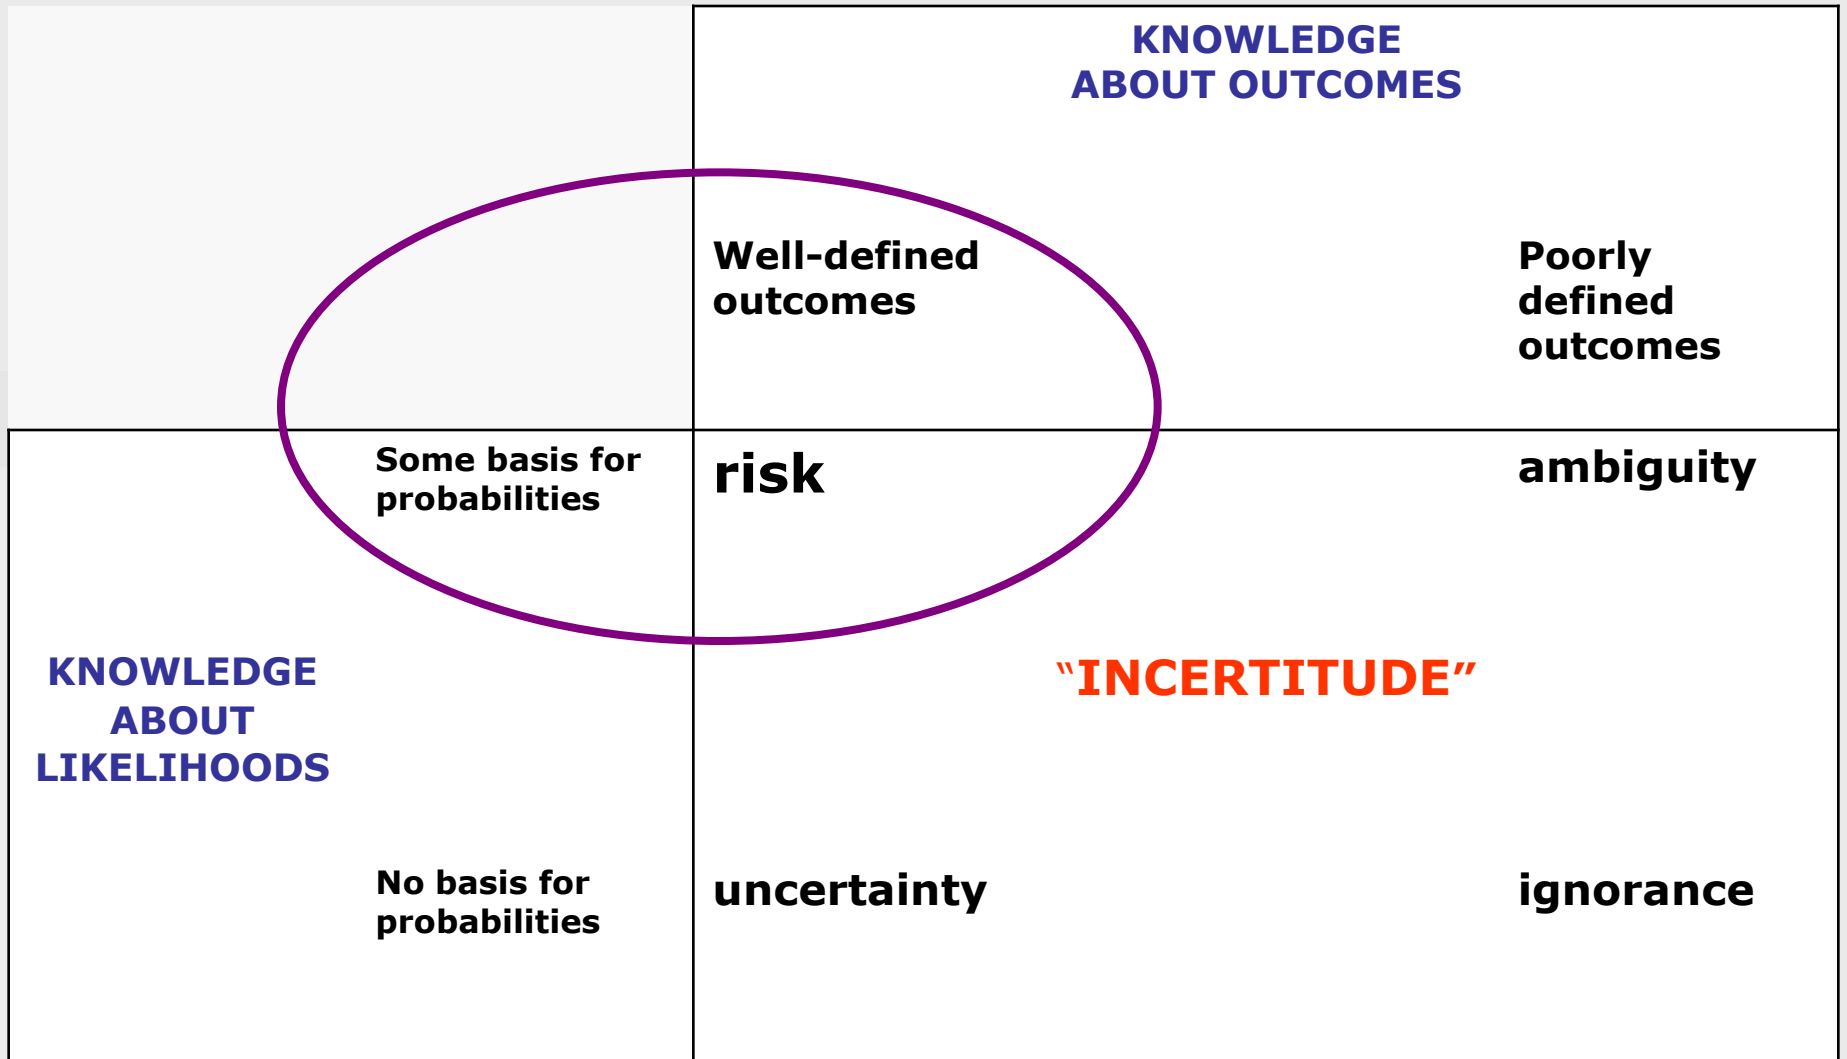 KNOWLEDGE
ABOUT OUTCOMES
Well-defined
outcomes
Poorly
defined
outcomes
Some basis for
probabilities
risk
ambiguity
KNOWLEDGE
ABOUT
LIKELIHOODS
“INCERTITUDE”
No basis for
probabilities
uncertainty
ignorance